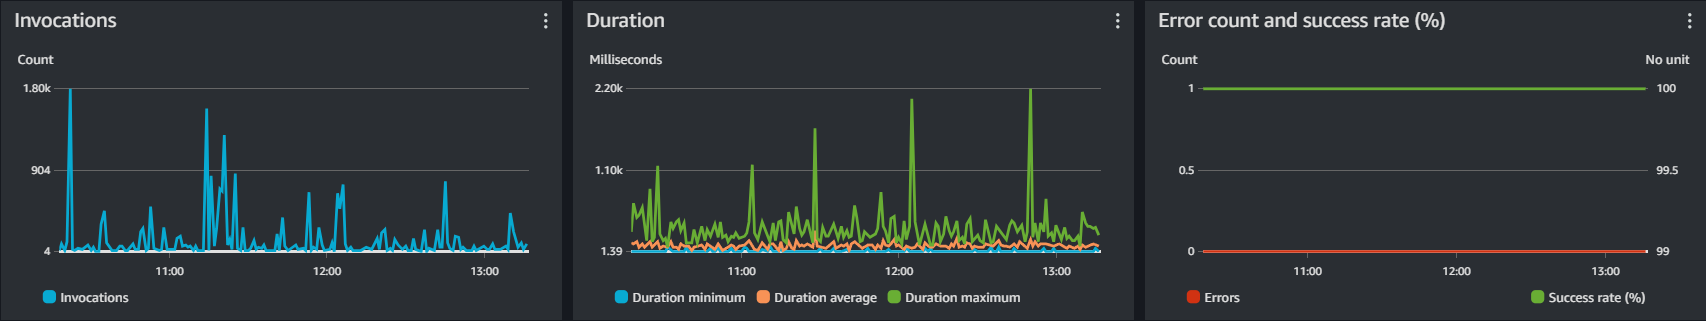 Invocations
Count
1.80k
904
4
11:00
12:00
13:00
Invocations
Duration
Milliseconds
2.20k
1.10k
1.39
11:00
12:00
13:00
Duration minimum
Duration average
Duration maximum
Error count and success rate (%)
Count
No unit
1
100
0.5
99.5
0
99
11:00
12:00
13:00
Errors
Success rate (%)